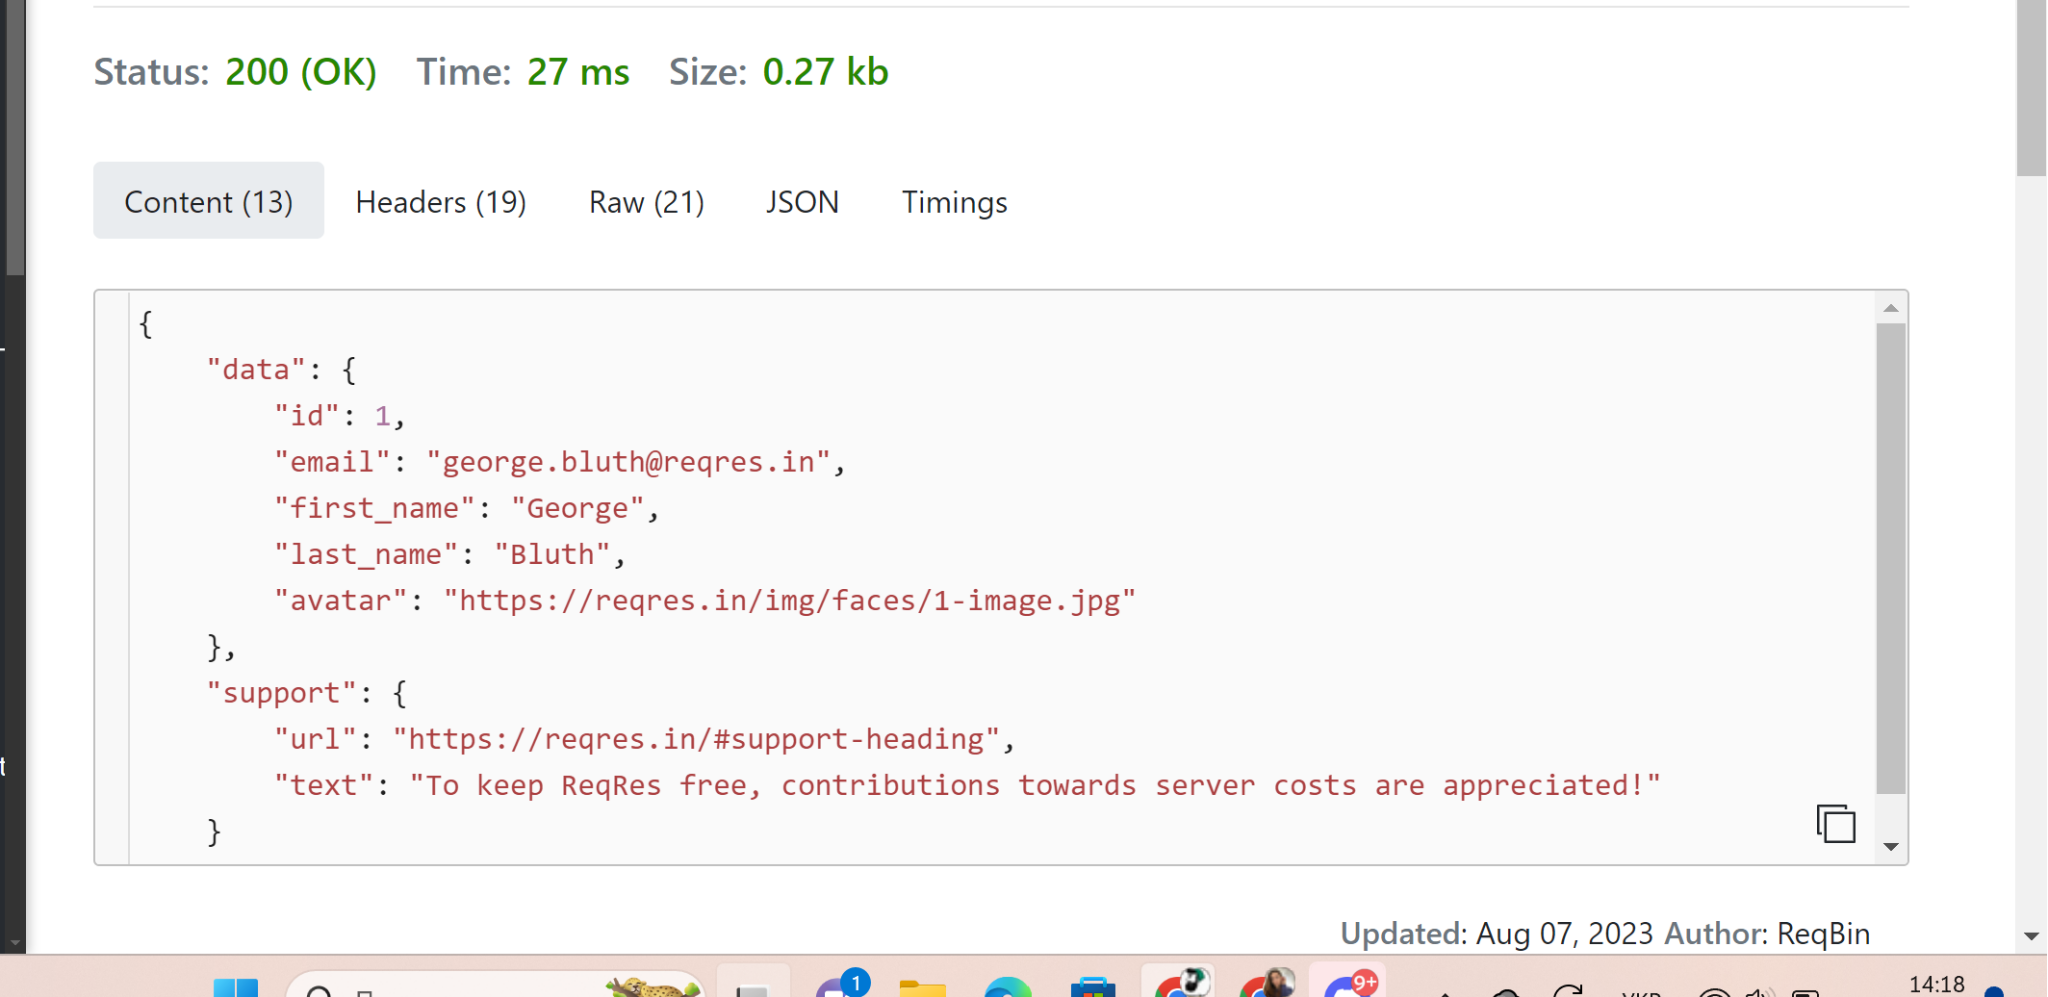 Status: 200 (OK) Time: 27 ms Size: 0.27 kb
Content (13) Headers (19) Raw (21) JSON Timings
{
"data": {
"id": 1,
"email": "george.bluth@reqres.in",
"first_name": "George",
"last_name": "Bluth",
"avatar": "https://reqres.in/img/faces/1-image.jpg"
},
"support": {
"url": "https://reqres.in/#support-heading",
"text": "To keep ReqRes free, contributions towards server costs are appreciated!"
}
Updated: Aug 07, 2023 Author: ReqBin
1 9+ 14:18